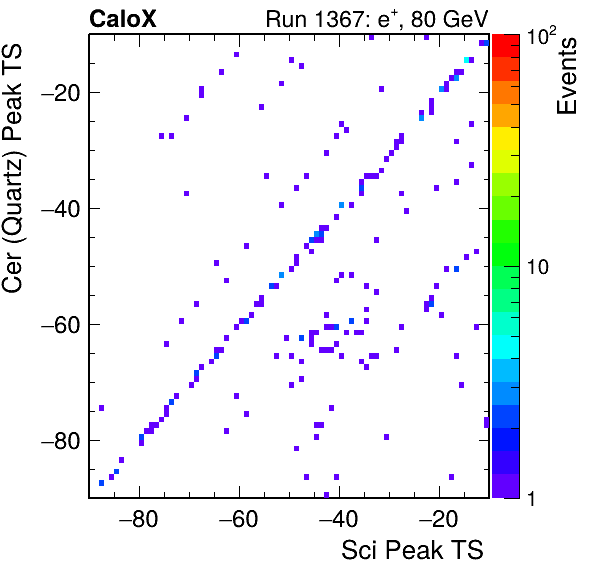 CaloX Run 1367: e⁺, 80 GeV
10²
Events
Cer (Quartz) Peak TS
−20
−40
−60
−80
10
1
−80 −60 −40 −20
Sci Peak TS